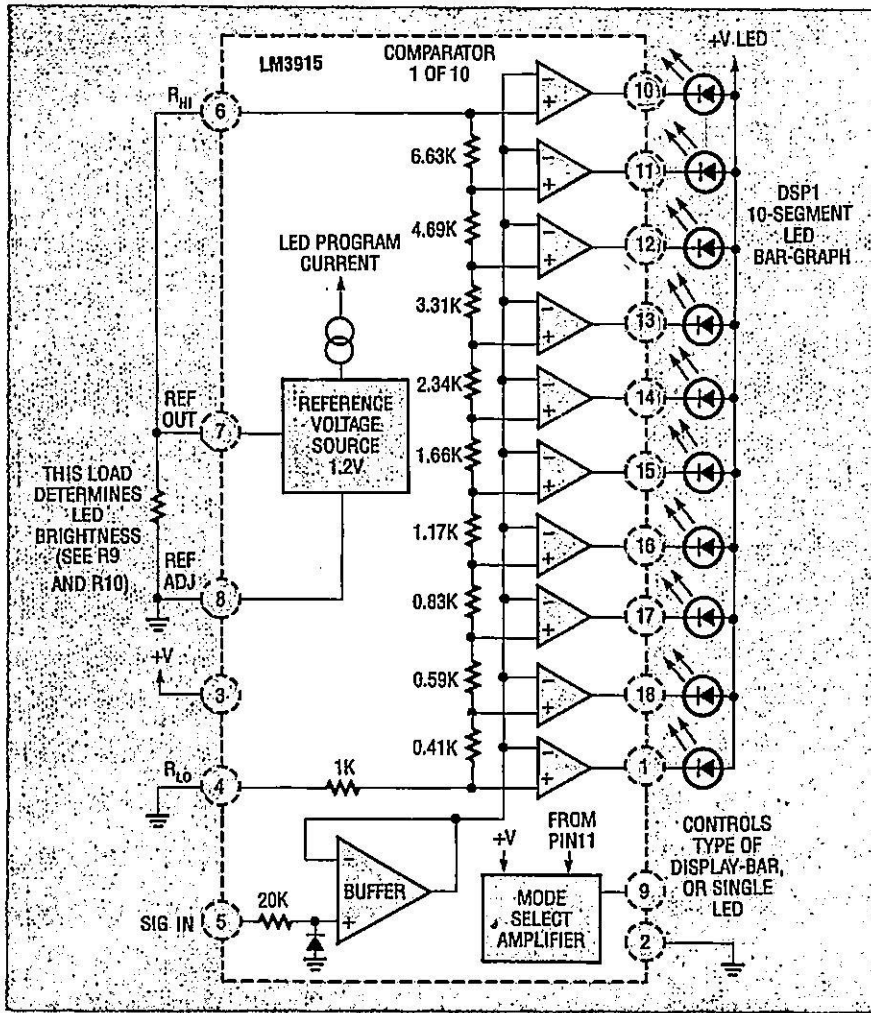 LM3915
COMPARATOR
1 OF 10
+V LED
R HI
6
10
6.63K
11
4.69K
12
DSP1
10-SEGMENT
LED
BAR-GRAPH
LED PROGRAM
CURRENT
3.31K
13
2.34K
14
REF
OUT
7
REFERENCE
VOLTAGE
SOURCE
1.2V
1.66K
15
THIS LOAD
DETERMINES
LED
BRIGHTNESS
(SEE R9
AND R10)
1.17K
16
REF
ADJ
8
0.83K
17
+V
3
0.59K
18
0.41K
R LO
4
1K
1
+V
FROM
PIN11
CONTROLS
TYPE OF
DISPLAY-BAR,
OR SINGLE
LED
BUFFER
MODE
SELECT
AMPLIFIER
9
SIG IN
5
20K
2